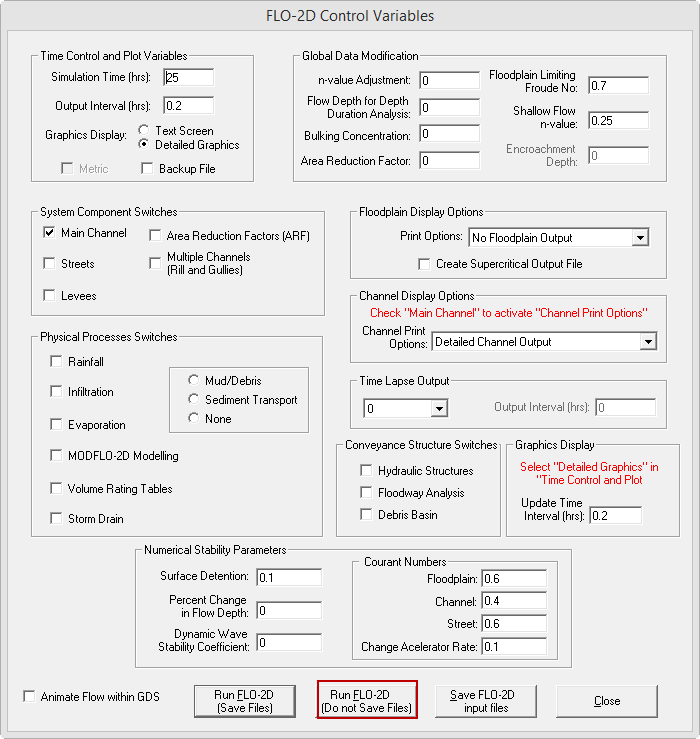 FLO-2D Control Variables
Time Control and Plot Variables
Simulation Time (hrs): 25
Output Interval (hrs): 0.2
Graphics Display: Text Screen
Detailed Graphics
Metric Backup File
Global Data Modification
n-value Adjustment: 0
Flow Depth for Depth
Duration Analysis: 0
Bulking Concentration: 0
Area Reduction Factor: 0
Floodplain Limiting
Froude No: 0.7
Shallow Flow
n-value: 0.25
Encroachment
Depth: 0
System Component Switches
Main Channel Area Reduction Factors (ARF)
Streets Multiple Channels
(Rill and Gullies)
Levees
Floodplain Display Options
Print Options: No Floodplain Output
Create Supercritical Output File
Channel Display Options
Check "Main Channel" to activate "Channel Print Options"
Channel Print
Options: Detailed Channel Output
Physical Processes Switches
Rainfall
Infiltration
Evaporation
MODFLO-2D Modelling
Volume Rating Tables
Storm Drain
Mud/Debris
Sediment Transport
None
Time Lapse Output
0 Output Interval (hrs): 0
Conveyance Structure Switches
Hydraulic Structures
Floodway Analysis
Debris Basin
Graphics Display
Select "Detailed Graphics" in
"Time Control and Plot
Update Time
Interval (hrs): 0.2
Numerical Stability Parameters
Surface Detention: 0.1
Percent Change
in Flow Depth: 0
Dynamic Wave
Stability Coefficient: 0
Courant Numbers
Floodplain: 0.6
Channel: 0.4
Street: 0.6
Change Acelerator Rate: 0.1
Animate Flow within GDS
Run FLO-2D
(Save Files)
Run FLO-2D
(Do not Save Files)
Save FLO-2D
input files
Close